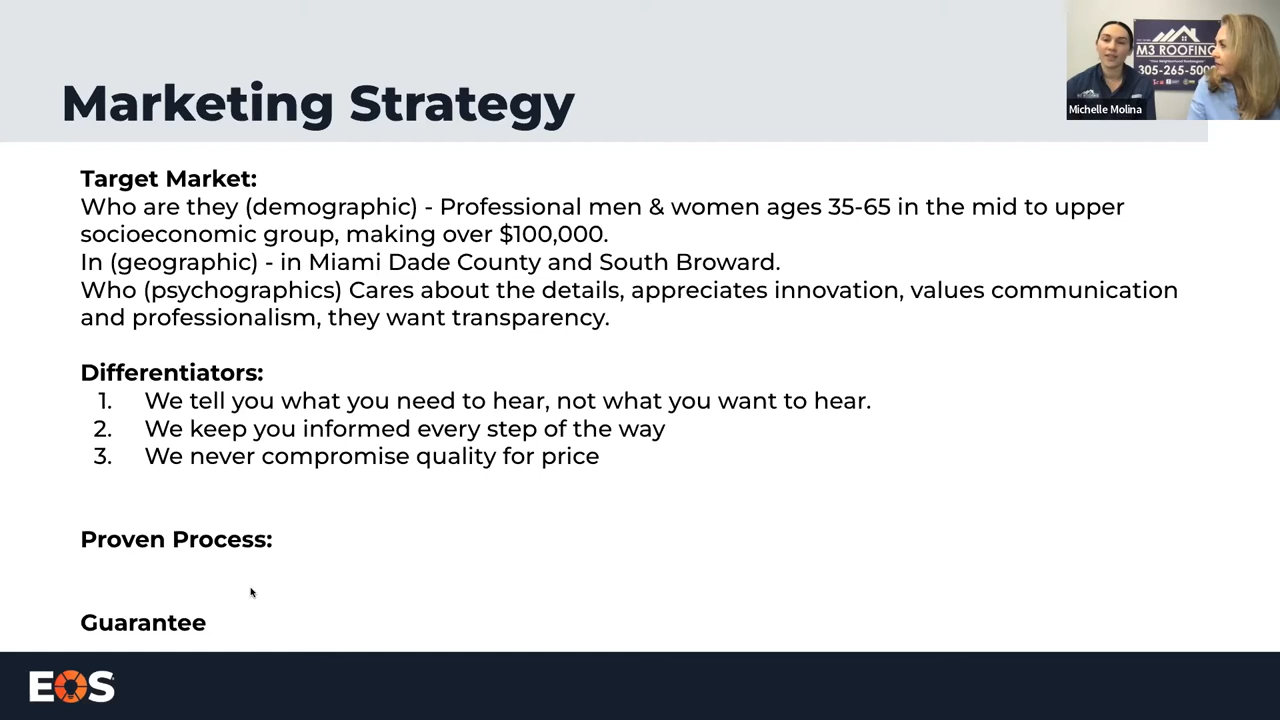 Marketing Strategy
M3 ROOFING
305-265-500
Michelle Molina
Target Market:
Who are they (demographic) - Professional men & women ages 35-65 in the mid to upper
socioeconomic group, making over $100,000.
In (geographic) - in Miami Dade County and South Broward.
Who (psychographics) Cares about the details, appreciates innovation, values communication
and professionalism, they want transparency.
Differentiators:
1. We tell you what you need to hear, not what you want to hear.
2. We keep you informed every step of the way
3. We never compromise quality for price
Proven Process:
Guarantee
EOS